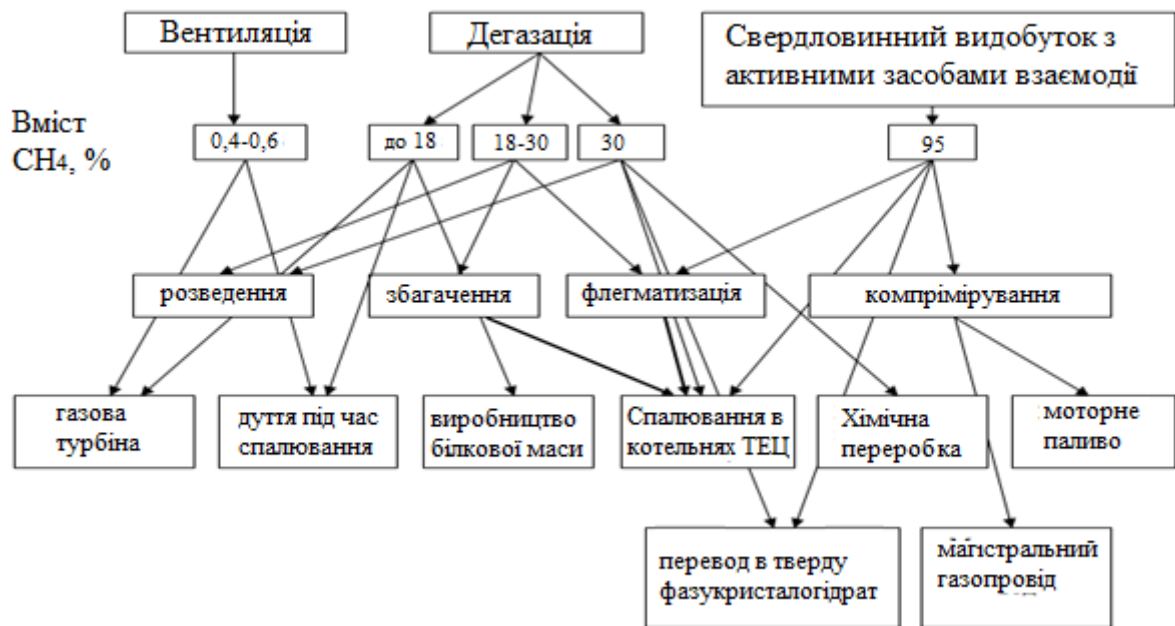 Вентиляція
Дегазація
Свердловинний видобуток з
активними засобами взаємодії
Вміст
CH4, %
0,4-0,6
до 18
18-30
30
95
розведення
збагачення
флегматизація
компрімірування
газова
турбіна
дуття під час
спалювання
виробництво
білкової маси
Спалювання в
котельнях ТЕЦ
Хімічна
переробка
моторне
паливо
перевод в тверду
фазукристалогідрат
магістральний
газопровід